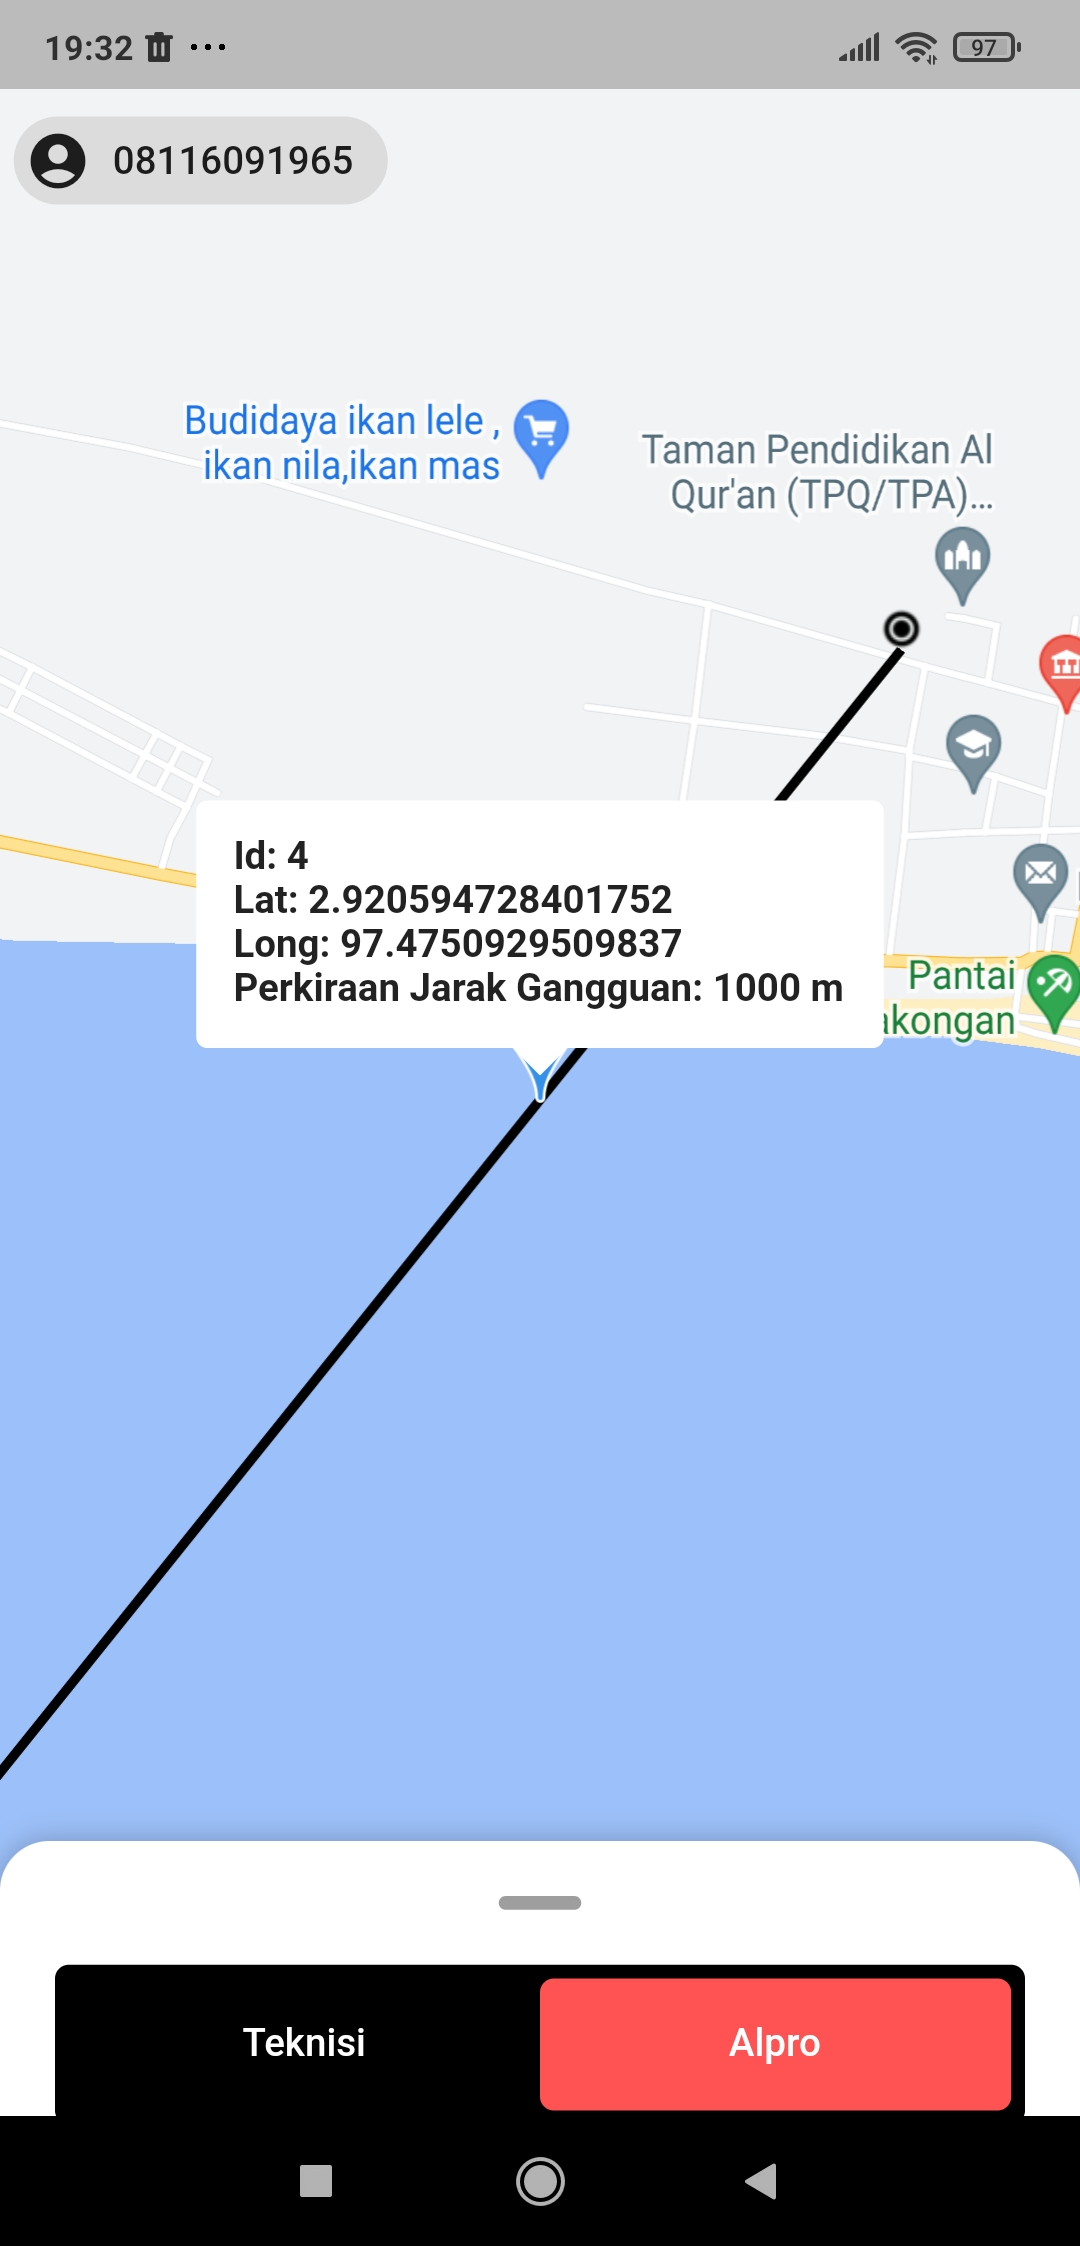 19:32
97
08116091965
Budidaya ikan lele ,
ikan nila,ikan mas
Taman Pendidikan Al
Qur'an (TPQ/TPA)...
Id: 4
Lat: 2.920594728401752
Long: 97.4750929509837
Perkiraan Jarak Gangguan: 1000 m
Pantai
akongan
Teknisi
Alpro